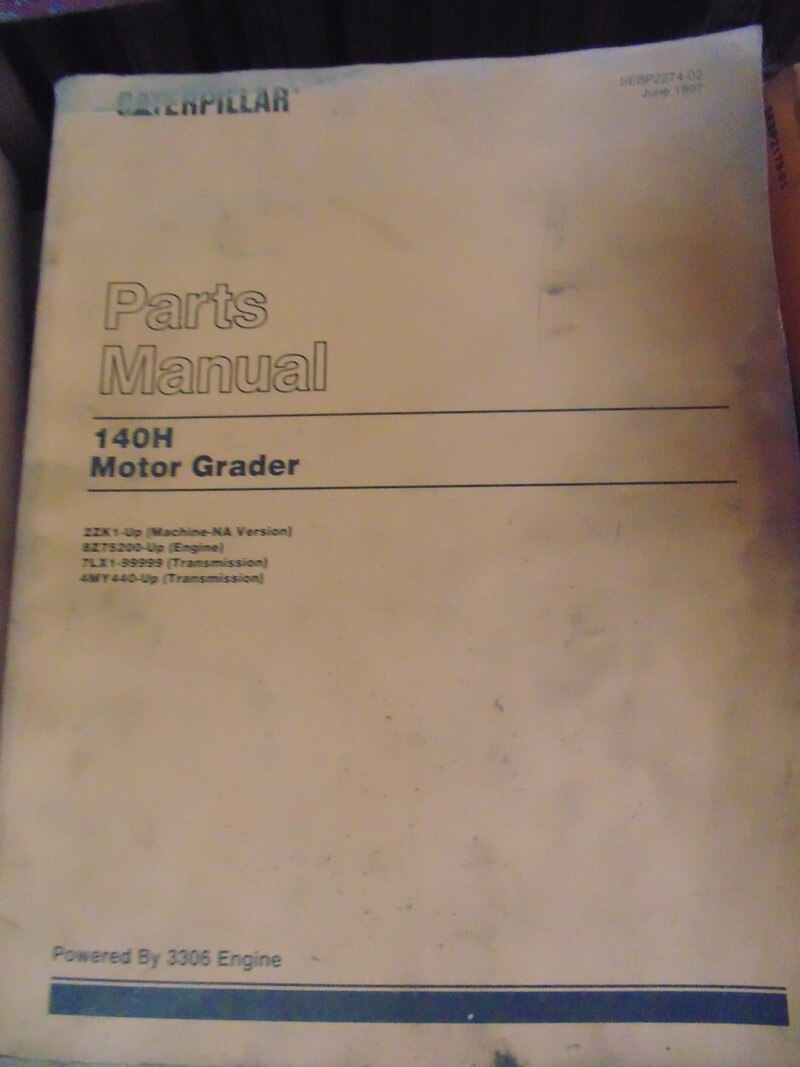 CATERPILLAR®
SEBP2274-02
June 1997
Parts
Manual
140H
Motor Grader
2ZK1-Up (Machine-NA Version)
8Z75200-Up (Engine)
7LX1-99999 (Transmission)
4MY440-Up (Transmission)
Powered By 3306 Engine